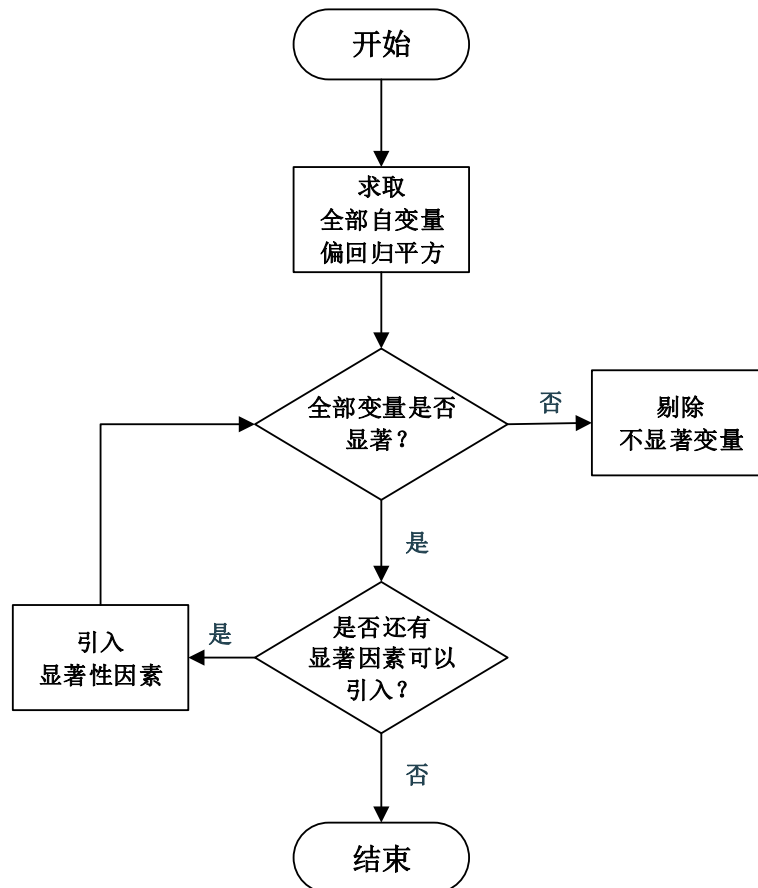 开始
求取
全部自变量
偏回归平方
全部变量是否
显著？
否
剔除
不显著变量
是
是否还有
显著因素可以
引入？
是
引入
显著性因素
否
结束